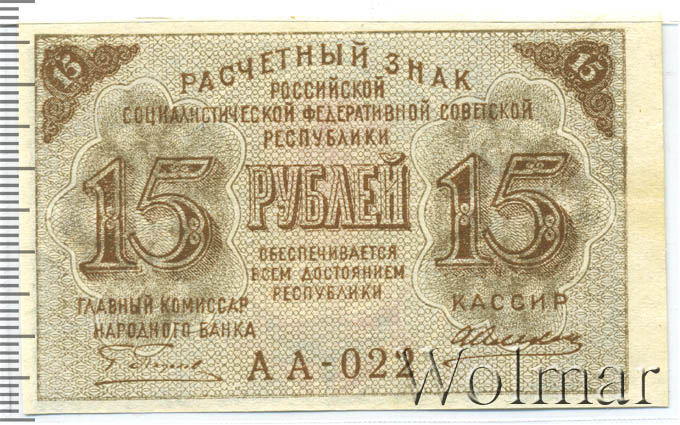 15 15
РАСЧЕТНЫЙ ЗНАК
РОССИЙСКОЙ
СОЦИАЛИСТИЧЕСКОЙ ФЕДЕРАТИВНОЙ СОВЕТСКОЙ
РЕСПУБЛИКИ
15 РУБЛЕЙ 15
ОБЕСПЕЧИВАЕТСЯ
ВСЕМ ДОСТОЯНИЕМ
РЕСПУБЛИКИ
ГЛАВНЫЙ КОМИССАР
НАРОДНОГО БАНКА
КАССИР
АА-022
Wolmar